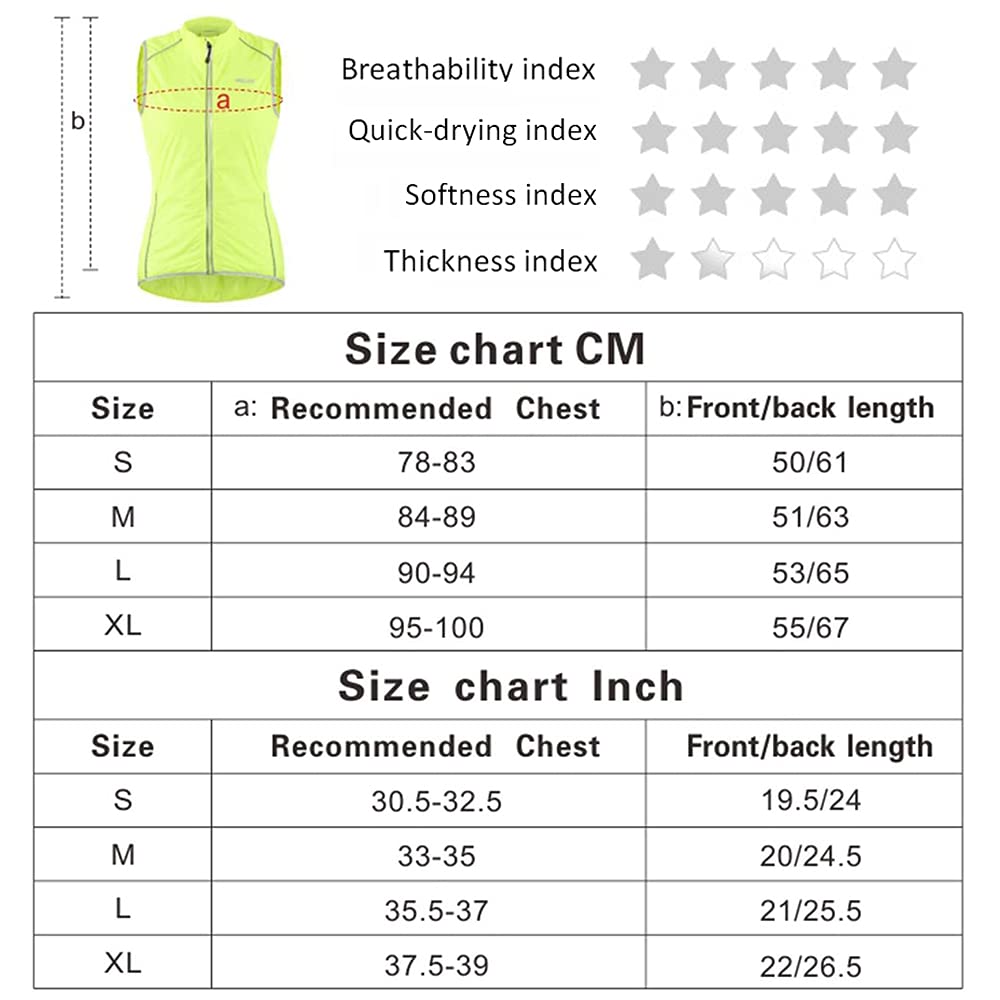 b
a
Breathability index
Quick-drying index
Softness index
Thickness index
Size chart CM
Size a: Recommended Chest b: Front/back length
S 78-83 50/61
M 84-89 51/63
L 90-94 53/65
XL 95-100 55/67
Size chart Inch
Size Recommended Chest Front/back length
S 30.5-32.5 19.5/24
M 33-35 20/24.5
L 35.5-37 21/25.5
XL 37.5-39 22/26.5